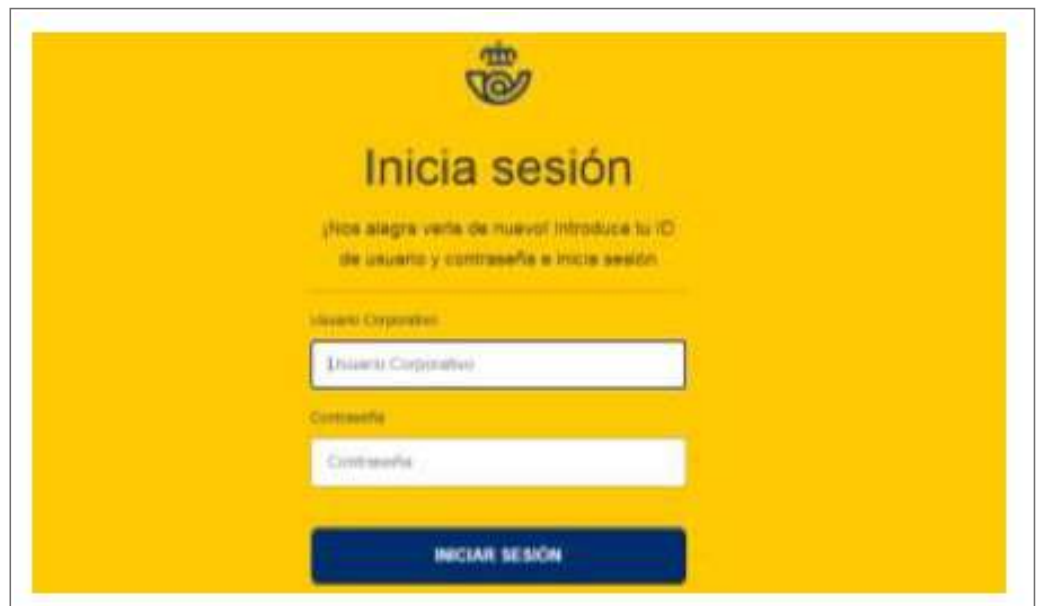 Inicia sesión
¡Nos alegra verte de nuevo! Introduce tu ID
de usuario y contraseña e inicia sesión
Usuario Corporativo
Usuario Corporativo
Contraseña
Contraseña
INICIAR SESIÓN